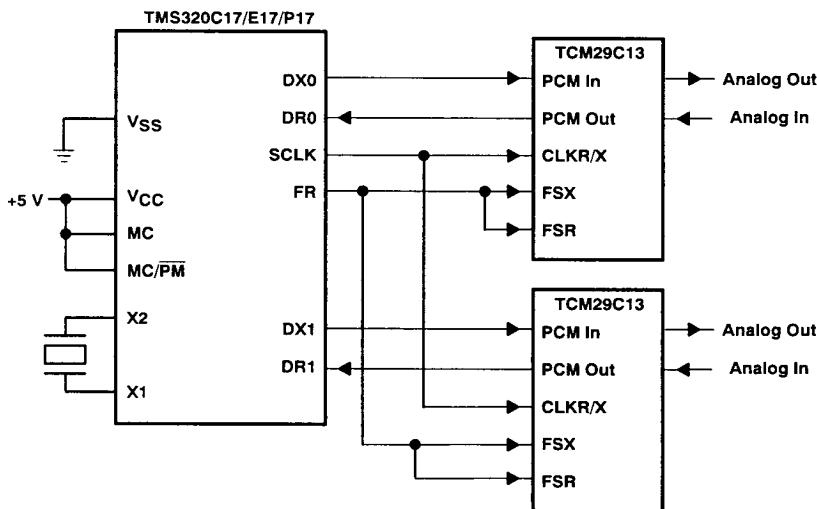 TMS320C17/E17/P17
DX0
DR0
SCLK
FR
VSS
+5 V
VCC
MC
MC/PM
X2
X1
DX1
DR1
TCM29C13
PCM In
PCM Out
CLKR/X
FSX
FSR
Analog Out
Analog In
TCM29C13
PCM In
PCM Out
CLKR/X
FSX
FSR
Analog Out
Analog In